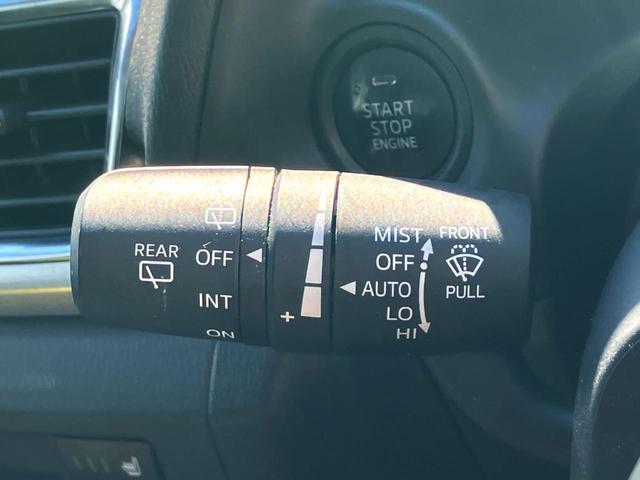 START
STOP
ENGINE
REAR
OFF
INT
ON
+
MIST
OFF
AUTO
LO
HI
FRONT
PULL